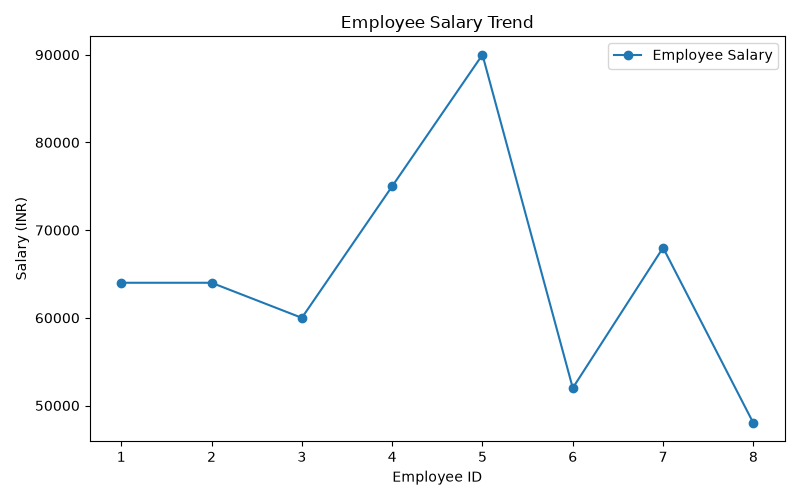 Employee Salary Trend
Employee Salary
90000
80000
70000
60000
50000
Salary (INR)
1 2 3 4 5 6 7 8
Employee ID